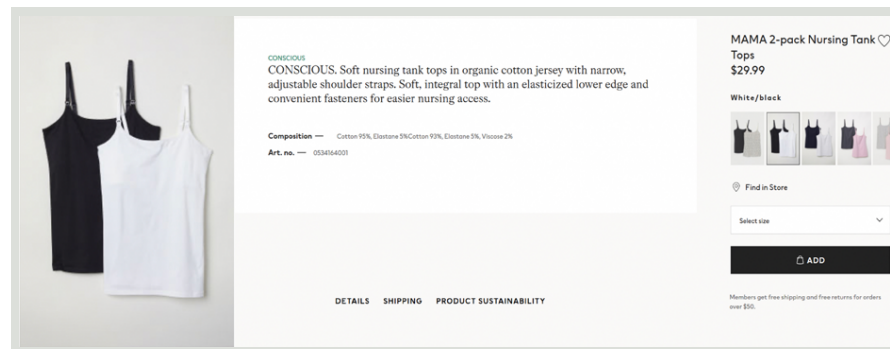 CONSCIOUS
CONSCIOUS. Soft nursing tank tops in organic cotton jersey with narrow,
adjustable shoulder straps. Soft, integral top with an elasticized lower edge and
convenient fasteners for easier nursing access.
Composition — Cotton 95%, Elastane 5%Cotton 93%, Elastane 5%, Viscose 2%
Art. no. — 0534164001
DETAILS SHIPPING PRODUCT SUSTAINABILITY
MAMA 2-pack Nursing Tank
Tops
$29.99
White/black
Find in Store
Select size
ADD
Members get free shipping and free returns for orders
over $50.